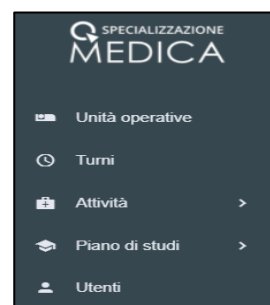 SPECIALIZZAZIONE
MEDICA
Unità operative
Turni
Attività
Piano di studi
Utenti